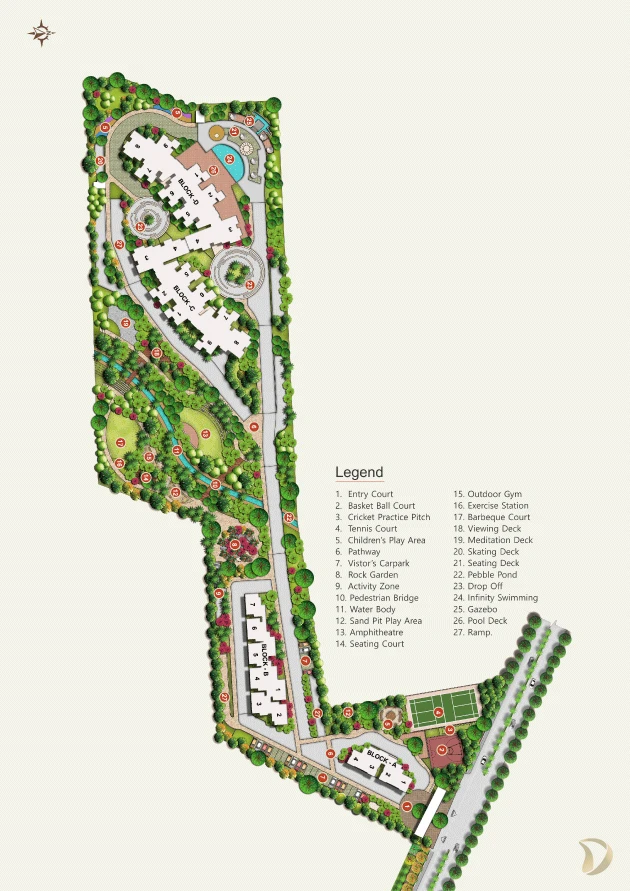 BLOCK-D
BLOCK-C
Legend
1. Entry Court
2. Basket Ball Court
3. Cricket Practice Pitch
4. Tennis Court
5. Children's Play Area
6. Pathway
7. Vistor's Carpark
8. Rock Garden
9. Activity Zone
10. Pedestrian Bridge
11. Water Body
12. Sand Pit Play Area
13. Amphitheatre
14. Seating Court
15. Outdoor Gym
16. Exercise Station
17. Barbeque Court
18. Viewing Deck
19. Meditation Deck
20. Skating Deck
21. Seating Deck
22. Pebble Pond
23. Drop Off
24. Infinity Swimming
25. Gazebo
26. Pool Deck
27. Ramp.
BLOCK - B
BLOCK - A